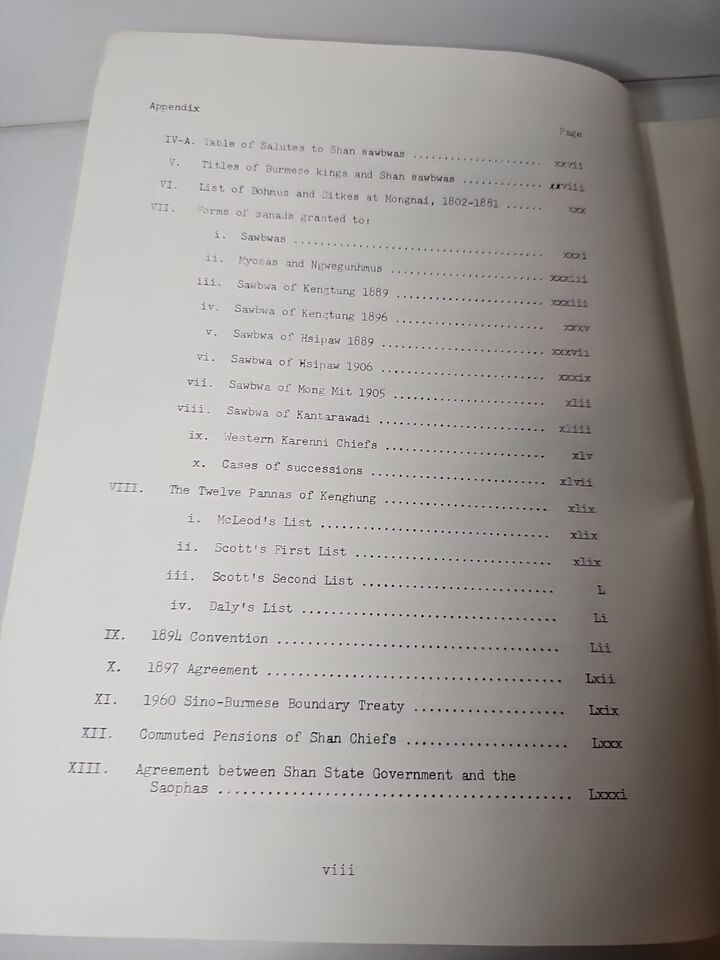 Appendix
Page
IV-A. Table of Salutes to Shan sawbwas ...................... xxvii
V. Titles of Burmese kings and Shan sawbwas .............. xxviii
VI. List of Bohmus and Sitkes at Mongnai, 1802-1881 ...... xxx
VII. Forms of sanads granted to:
i. Sawbwas ........................................... xxxi
ii. Myosas and Ngwegunhmus ........................... xxxiii
iii. Sawbwa of Kengtung 1889 .......................... xxxiii
iv. Sawbwa of Kengtung 1896 .......................... xxxv
v. Sawbwa of Hsipaw 1889 ............................ xxxvii
vi. Sawbwa of Hsipaw 1906 ............................ xxxix
vii. Sawbwa of Mong Mit 1905 .......................... xlii
viii. Sawbwa of Kantarawadi ............................ xliii
ix. Western Karenni Chiefs ........................... xlv
x. Cases of successions ............................. xlvii
VIII. The Twelve Pannas of Kenghung ........................ xlix
i. McLeod's List .................................... xlix
ii. Scott's First List ............................... xlix
iii. Scott's Second List .............................. L
iv. Daly's List ...................................... Li
IX. 1894 Convention ...................................... Lii
X. 1897 Agreement ....................................... Lxii
XI. 1960 Sino-Burmese Boundary Treaty .................... Lxix
XII. Commuted Pensions of Shan Chiefs ..................... Lxxx
XIII. Agreement between Shan State Government and the
Saophas .............................................. Lxxxi
viii